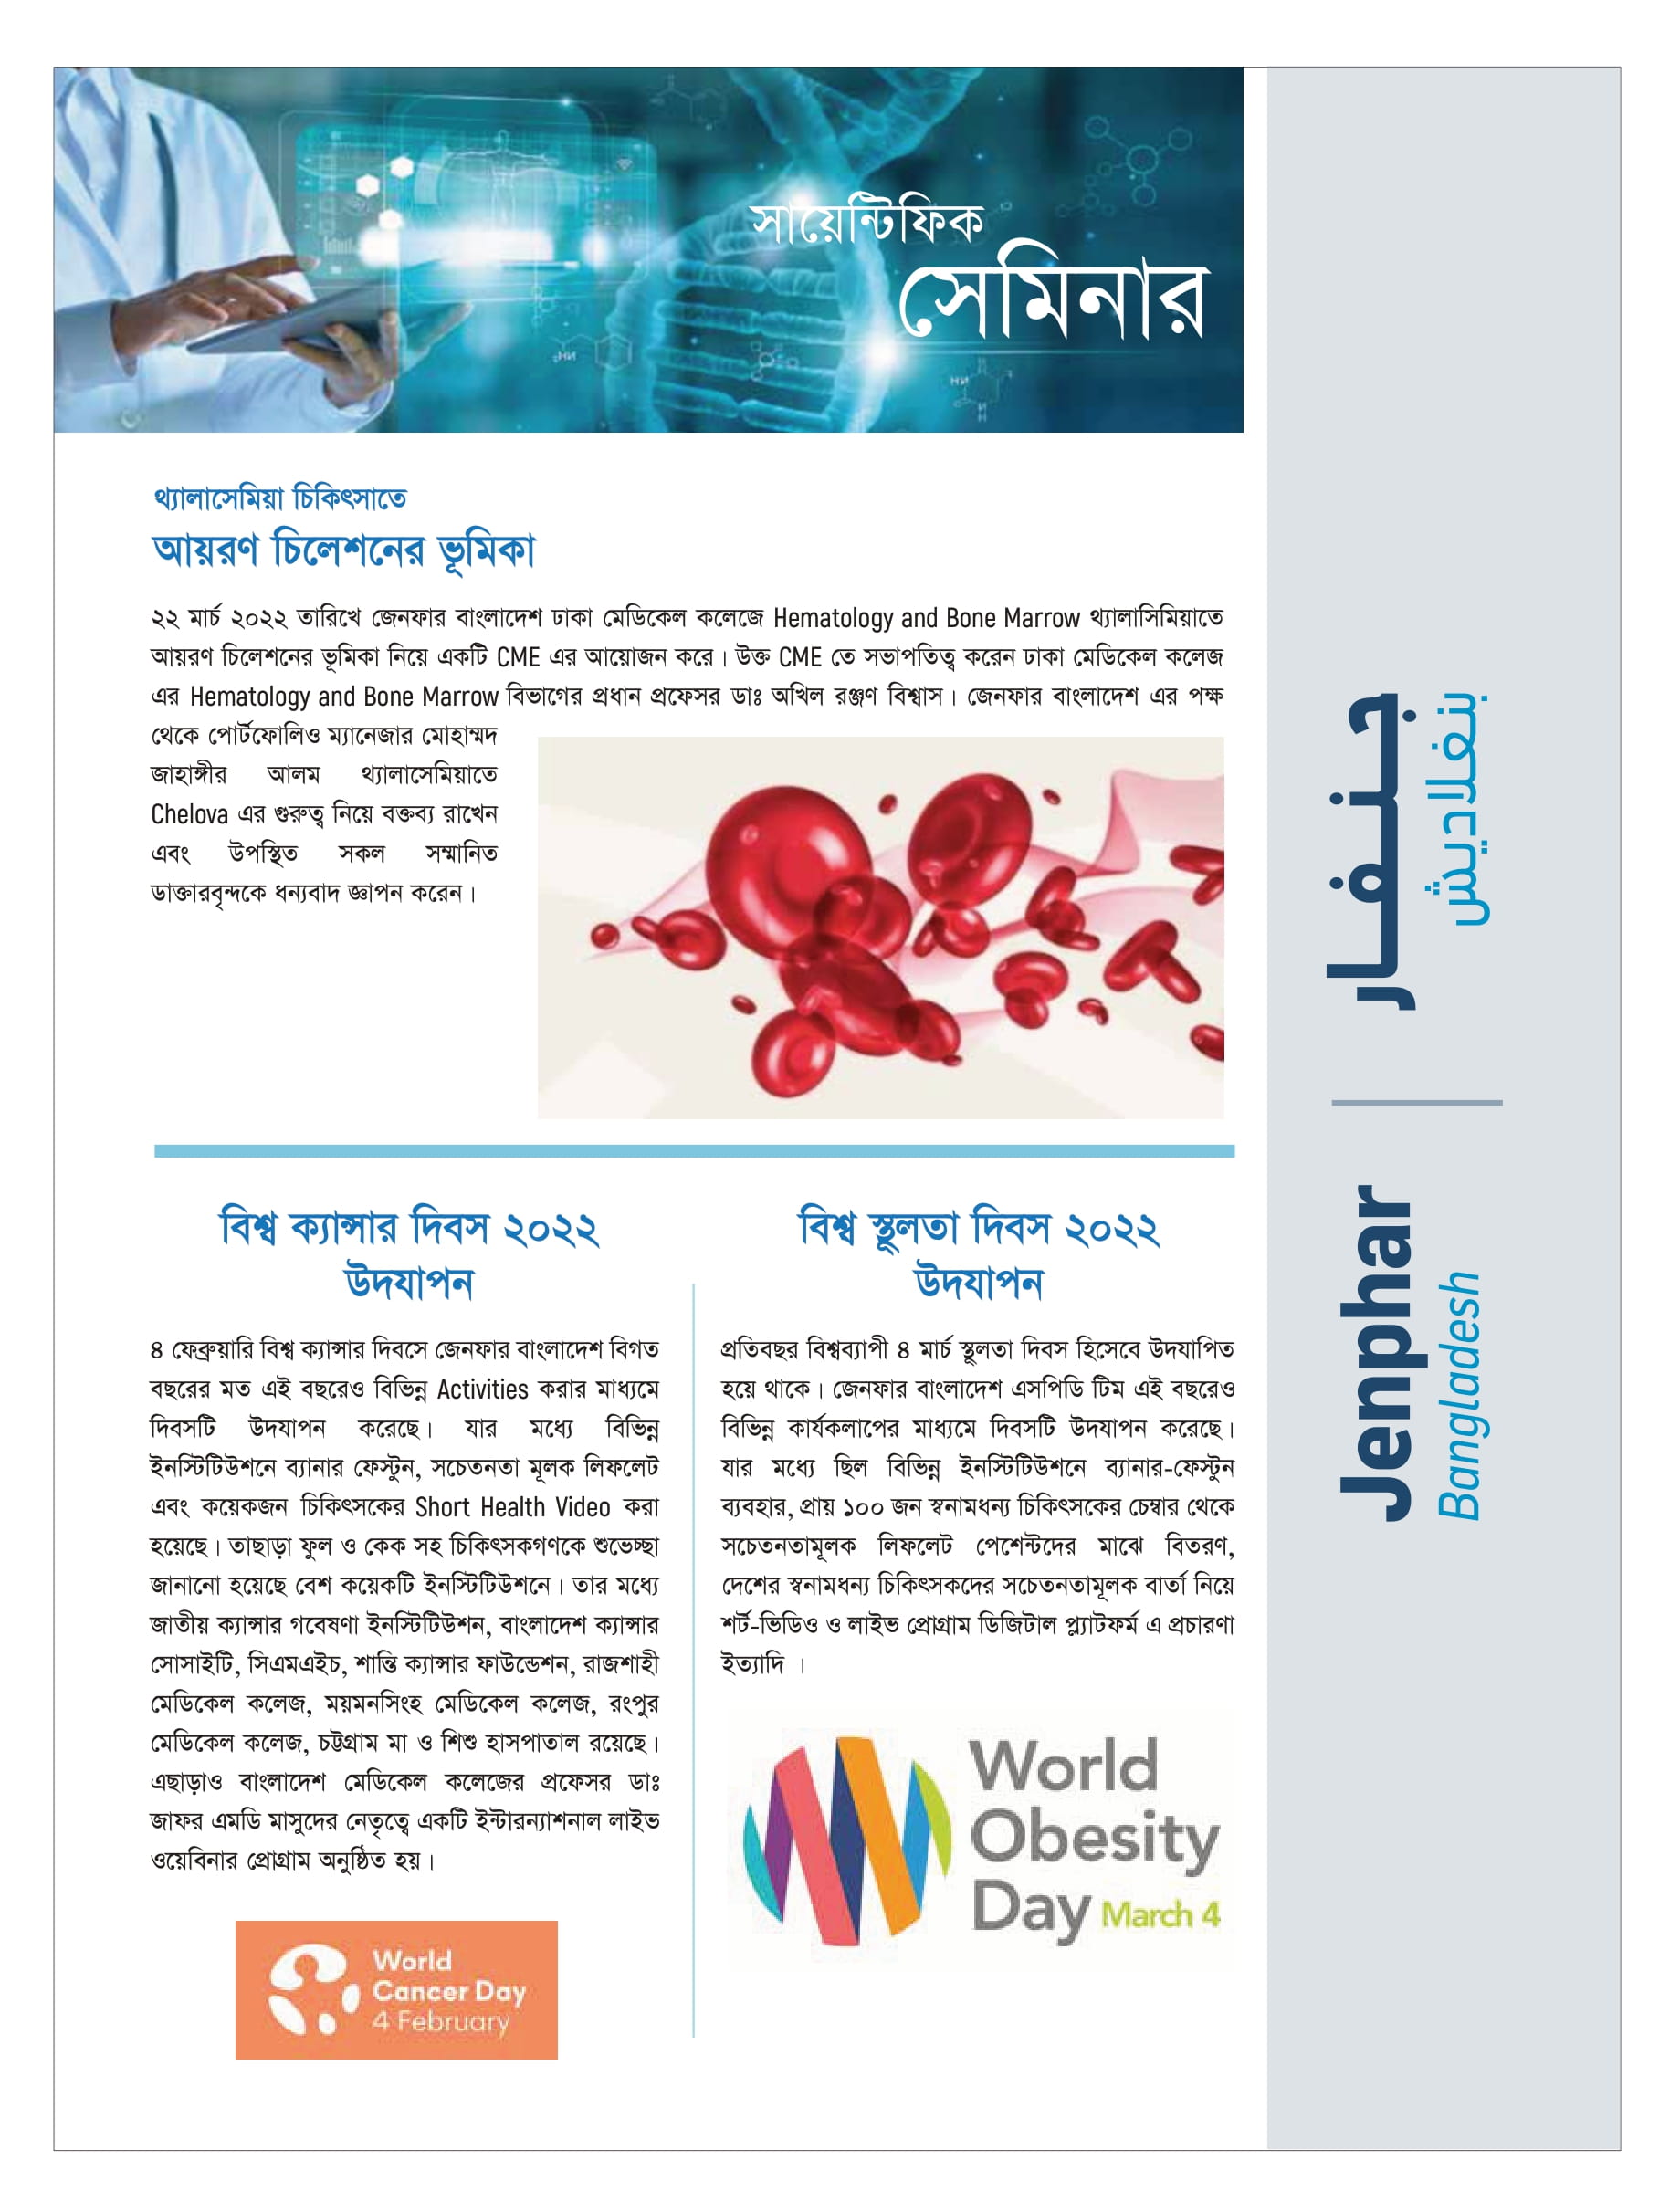 সায়েন্টিফিক
সেমিনার
থ্যালাসেমিয়া চিকিৎসাতে
আয়রণ চিলেশনের ভূমিকা
২২ মার্চ ২০২২ তারিখে জেনফার বাংলাদেশ ঢাকা মেডিকেল কলেজে Hematology and Bone Marrow থ্যালাসিমিয়াতে
আয়রণ চিলেশনের ভূমিকা নিয়ে একটি CME এর আয়োজন করে। উক্ত CME তে সভাপতিত্ব করেন ঢাকা মেডিকেল কলেজ
এর Hematology and Bone Marrow বিভাগের প্রধান প্রফেসর ডাঃ অখিল রঞ্জণ বিশ্বাস। জেনফার বাংলাদেশ এর পক্ষ
থেকে পোর্টফোলিও ম্যানেজার মোহাম্মদ
জাহাঙ্গীর আলম থ্যালাসেমিয়াতে
Chelova এর গুরুত্ব নিয়ে বক্তব্য রাখেন
এবং উপস্থিত সকল সম্মানিত
ডাক্তারবৃন্দকে ধন্যবাদ জ্ঞাপন করেন।
বিশ্ব ক্যান্সার দিবস ২০২২
উদযাপন
৪ ফেব্রুয়ারি বিশ্ব ক্যান্সার দিবসে জেনফার বাংলাদেশ বিগত
বছরের মত এই বছরেও বিভিন্ন Activities করার মাধ্যমে
দিবসটি উদযাপন করেছে। যার মধ্যে বিভিন্ন
ইনস্টিটিউশনে ব্যানার ফেস্টুন, সচেতনতা মূলক লিফলেট
এবং কয়েকজন চিকিৎসকের Short Health Video করা
হয়েছে। তাছাড়া ফুল ও কেক সহ চিকিৎসকগণকে শুভেচ্ছা
জানানো হয়েছে বেশ কয়েকটি ইনস্টিটিউশনে। তার মধ্যে
জাতীয় ক্যান্সার গবেষণা ইনস্টিটিউশন, বাংলাদেশ ক্যান্সার
সোসাইটি, সিএমএইচ, শান্তি ক্যান্সার ফাউন্ডেশন, রাজশাহী
মেডিকেল কলেজ, ময়মনসিংহ মেডিকেল কলেজ, রংপুর
মেডিকেল কলেজ, চট্টগ্রাম মা ও শিশু হাসপাতাল রয়েছে।
এছাড়াও বাংলাদেশ মেডিকেল কলেজের প্রফেসর ডাঃ
জাফর এমডি মাসুদের নেতৃত্বে একটি ইন্টারন্যাশনাল লাইভ
ওয়েবিনার প্রোগ্রাম অনুষ্ঠিত হয়।
World
Cancer Day
4 February
বিশ্ব স্থূলতা দিবস ২০২২
উদযাপন
প্রতিবছর বিশ্বব্যাপী ৪ মার্চ স্থূলতা দিবস হিসেবে উদযাপিত
হয়ে থাকে। জেনফার বাংলাদেশ এসপিডি টিম এই বছরেও
বিভিন্ন কার্যকলাপের মাধ্যমে দিবসটি উদযাপন করেছে।
যার মধ্যে ছিল বিভিন্ন ইনস্টিটিউশনে ব্যানার-ফেস্টুন
ব্যবহার, প্রায় ১০০ জন স্বনামধন্য চিকিৎসকের চেম্বার থেকে
সচেতনতামূলক লিফলেট পেশেন্টদের মাঝে বিতরণ,
দেশের স্বনামধন্য চিকিৎসকদের সচেতনতামূলক বার্তা নিয়ে
শর্ট-ভিডিও ও লাইভ প্রোগ্রাম ডিজিটাল প্ল্যাটফর্ম এ প্রচারণা
ইত্যাদি ।
World
Obesity
Day March 4
Jenphar
Bangladesh
جنفار
بنغلاديش